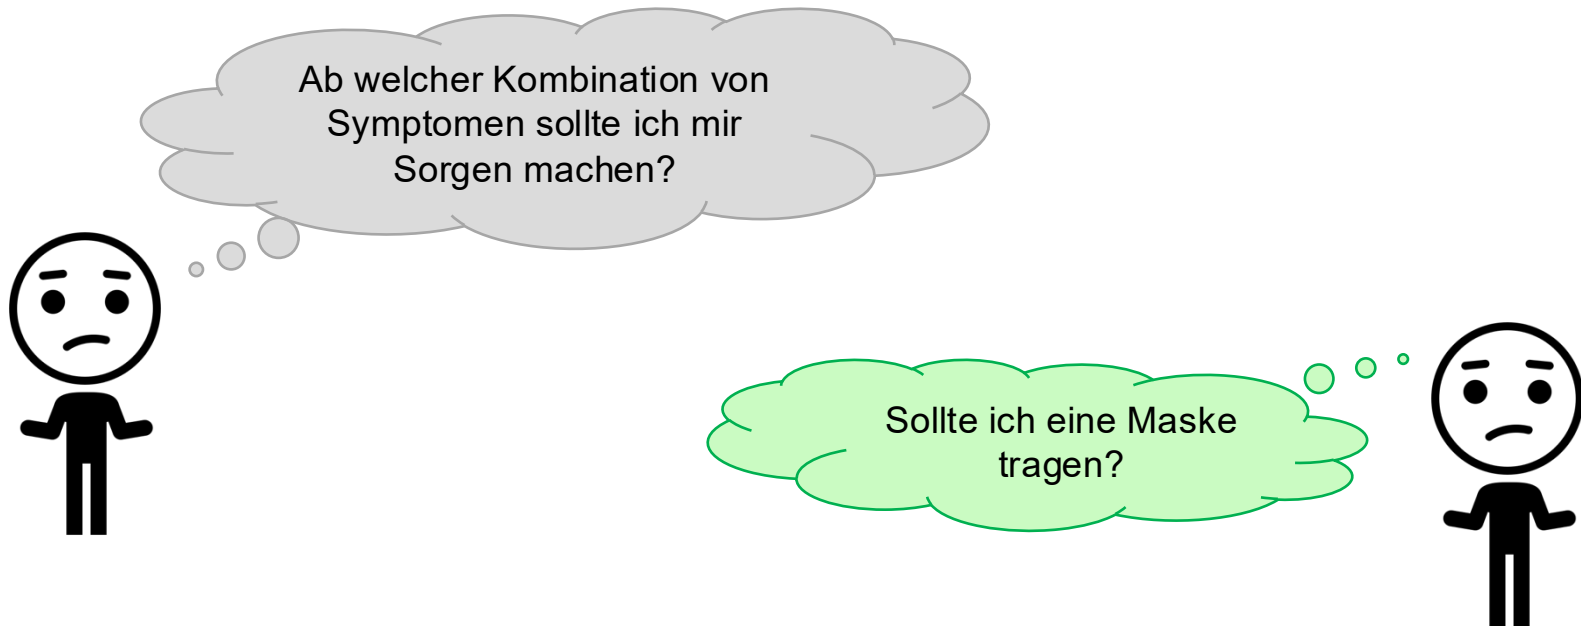 Ab welcher Kombination von
Symptomen sollte ich mir
Sorgen machen?
Sollte ich eine Maske
tragen?